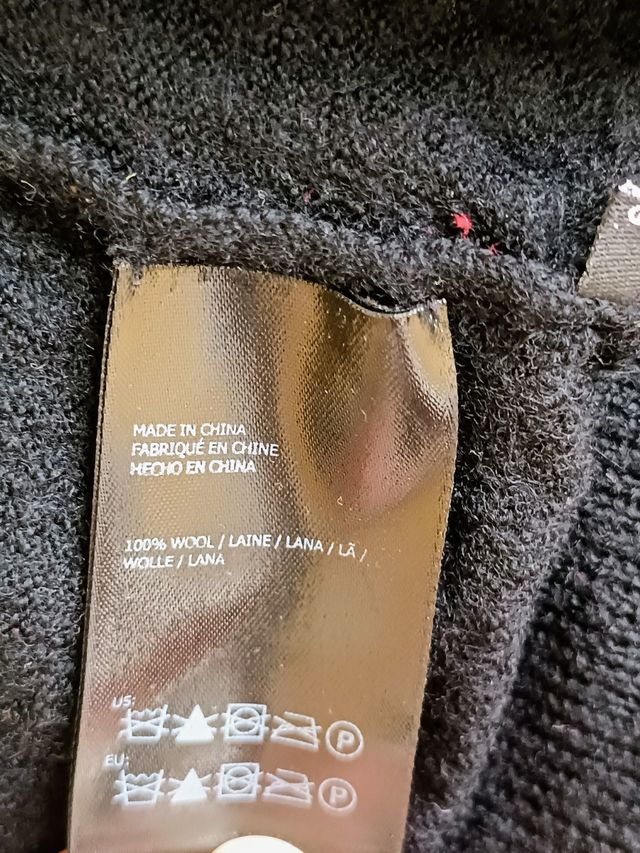 MADE IN CHINA
FABRIQUÉ EN CHINE
HECHO EN CHINA
100% WOOL / LAINE / LANA / LÃ /
WOLLE / LANA
US:
P
EU:
P